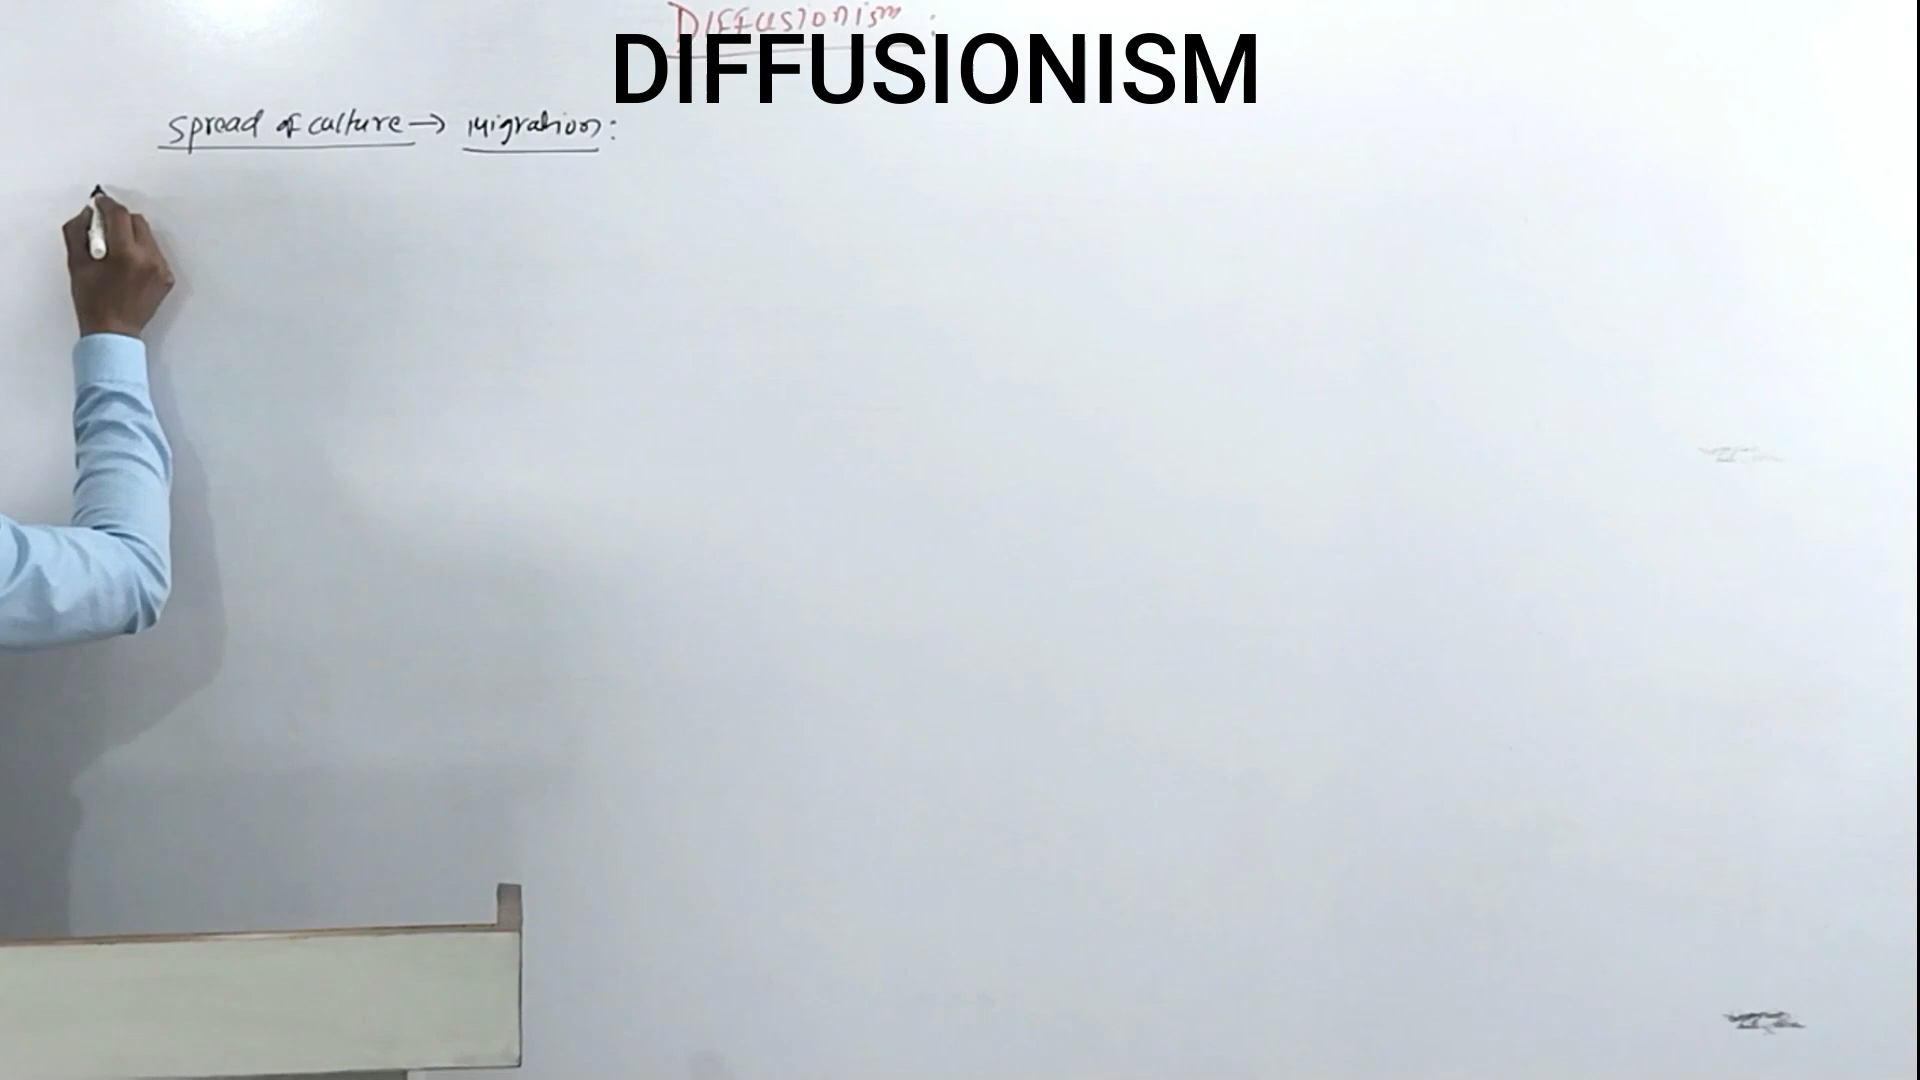 Diffusionism :
DIFFUSIONISM
Spread of culture → Migration :